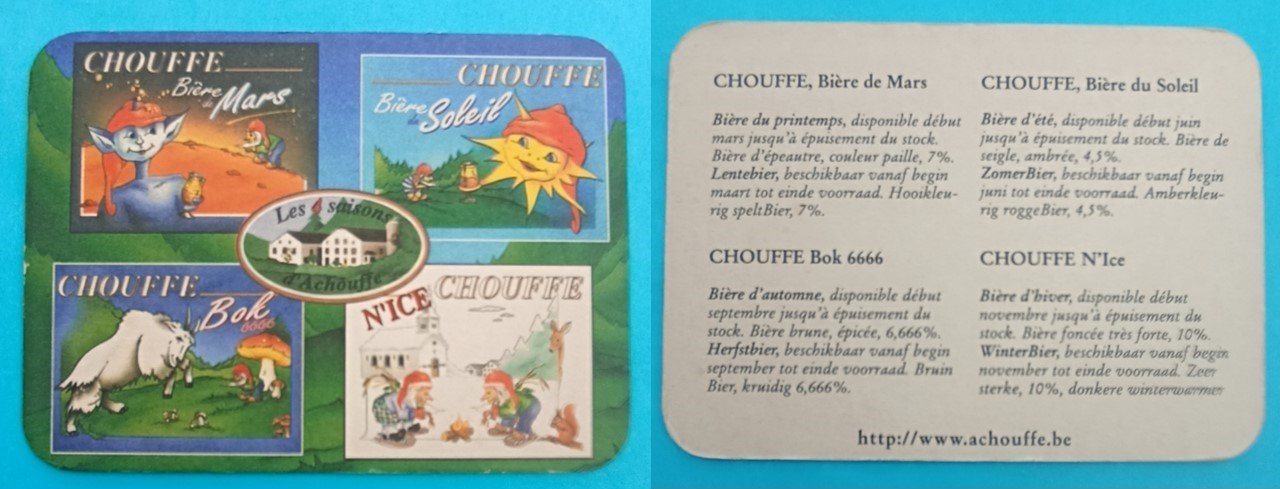 CHOUFFE
Bière
de Mars
CHOUFFE
Bière
du Soleil
Les 4 saisons
d'Achouffe
CHOUFFE
Bok
6666
N'ICE
CHOUFFE
CHOUFFE, Bière de Mars
Bière du printemps, disponible début
mars jusqu'à épuisement du stock.
Bière d'épeautre, couleur paille, 7%.
Lentebier, beschikbaar vanaf begin
maart tot einde voorraad. Hooikleu-
rig speltBier, 7%.
CHOUFFE, Bière du Soleil
Bière d'été, disponible début juin
jusqu'à épuisement du stock. Bière de
seigle, ambrée, 4,5%.
ZomerBier, beschikbaar vanaf begin
juni tot einde voorraad. Amberkleu-
rig roggeBier, 4,5%.
CHOUFFE Bok 6666
Bière d'automne, disponible début
septembre jusqu'à épuisement du
stock. Bière brune, épicée, 6,666%.
Herfstbier, beschikbaar vanaf begin
september tot einde voorraad. Bruin
Bier, kruidig 6,666%.
CHOUFFE N'Ice
Bière d'hiver, disponible début
novembre jusqu'à épuisement du
stock. Bière foncée très forte, 10%.
WinterBier, beschikbaar vanaf begin
november tot einde voorraad. Zeer
sterke, 10%, donkere winterwarmer
http://www.achouffe.be